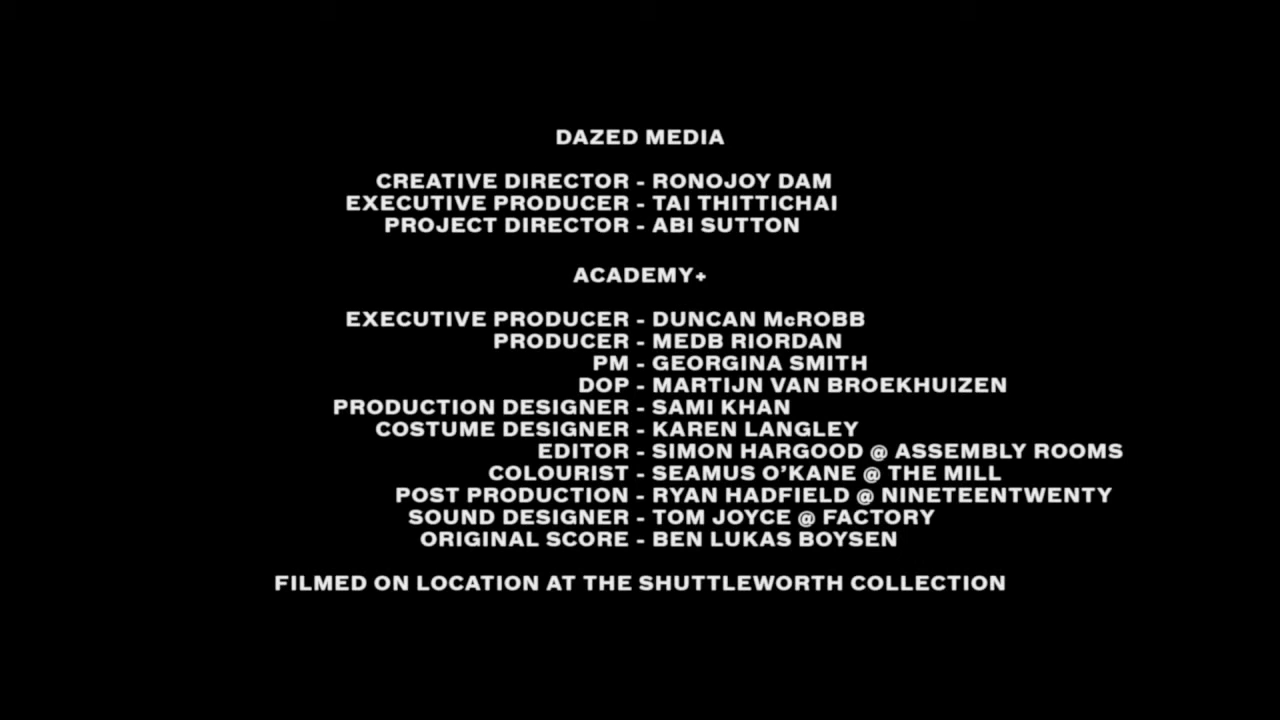 DAZED MEDIA
CREATIVE DIRECTOR - RONOJOY DAM
EXECUTIVE PRODUCER - TAI THITTICHAI
PROJECT DIRECTOR - ABI SUTTON
ACADEMY+
EXECUTIVE PRODUCER - DUNCAN McROBB
PRODUCER - MEDB RIORDAN
PM - GEORGINA SMITH
DOP - MARTIJN VAN BROEKHUIZEN
PRODUCTION DESIGNER - SAMI KHAN
COSTUME DESIGNER - KAREN LANGLEY
EDITOR - SIMON HARGOOD @ ASSEMBLY ROOMS
COLOURIST - SEAMUS O’KANE @ THE MILL
POST PRODUCTION - RYAN HADFIELD @ NINETEENTWENTY
SOUND DESIGNER - TOM JOYCE @ FACTORY
ORIGINAL SCORE - BEN LUKAS BOYSEN
FILMED ON LOCATION AT THE SHUTTLEWORTH COLLECTION